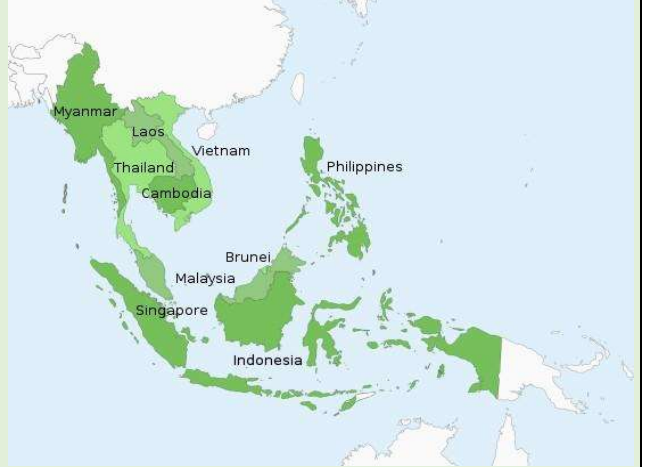 Myanmar
Laos
Vietnam
Thailand
Philippines
Cambodia
Brunei
Malaysia
Singapore
Indonesia